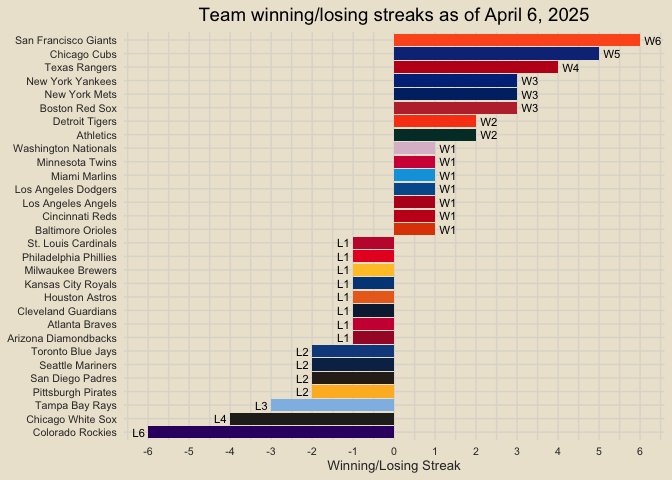 Team winning/losing streaks as of April 6, 2025
San Francisco Giants W6
Chicago Cubs W5
Texas Rangers W4
New York Yankees W3
New York Mets W3
Boston Red Sox W3
Detroit Tigers W2
Athletics W2
Washington Nationals W1
Minnesota Twins W1
Miami Marlins W1
Los Angeles Dodgers W1
Los Angeles Angels W1
Cincinnati Reds W1
Baltimore Orioles W1
St. Louis Cardinals L1
Philadelphia Phillies L1
Milwaukee Brewers L1
Kansas City Royals L1
Houston Astros L1
Cleveland Guardians L1
Atlanta Braves L1
Arizona Diamondbacks L1
Toronto Blue Jays L2
Seattle Mariners L2
San Diego Padres L2
Pittsburgh Pirates L2
Tampa Bay Rays L3
Chicago White Sox L4
Colorado Rockies L6
-6 -5 -4 -3 -2 -1 0 1 2 3 4 5 6
Winning/Losing Streak